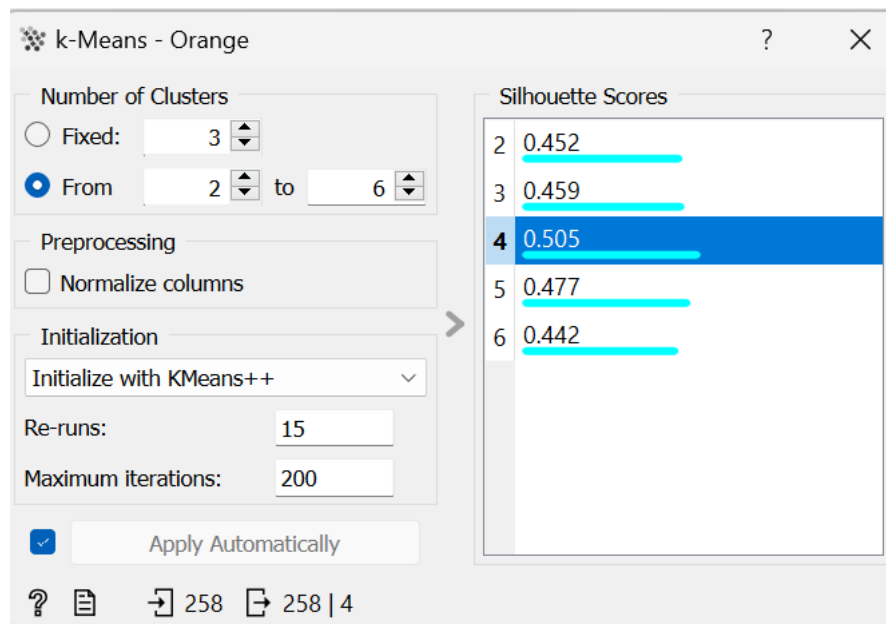 k-Means - Orange ? ×
Number of Clusters
Fixed: 3
From 2 to 6
Preprocessing
Normalize columns
Initialization
Initialize with KMeans++
Re-runs: 15
Maximum iterations: 200
Apply Automatically
? 258 258 | 4
>
Silhouette Scores
2 0.452
3 0.459
4 0.505
5 0.477
6 0.442